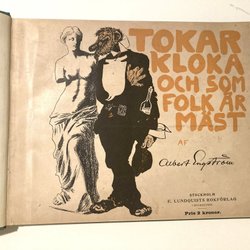 TOKAR
KLOKA
OCH SOM
FOLK ÄR
MÄST
AF
Albert Engström
STOCKHOLM
E. LUNDQUISTS BOKFÖRLAG
Pris 2 kronor.